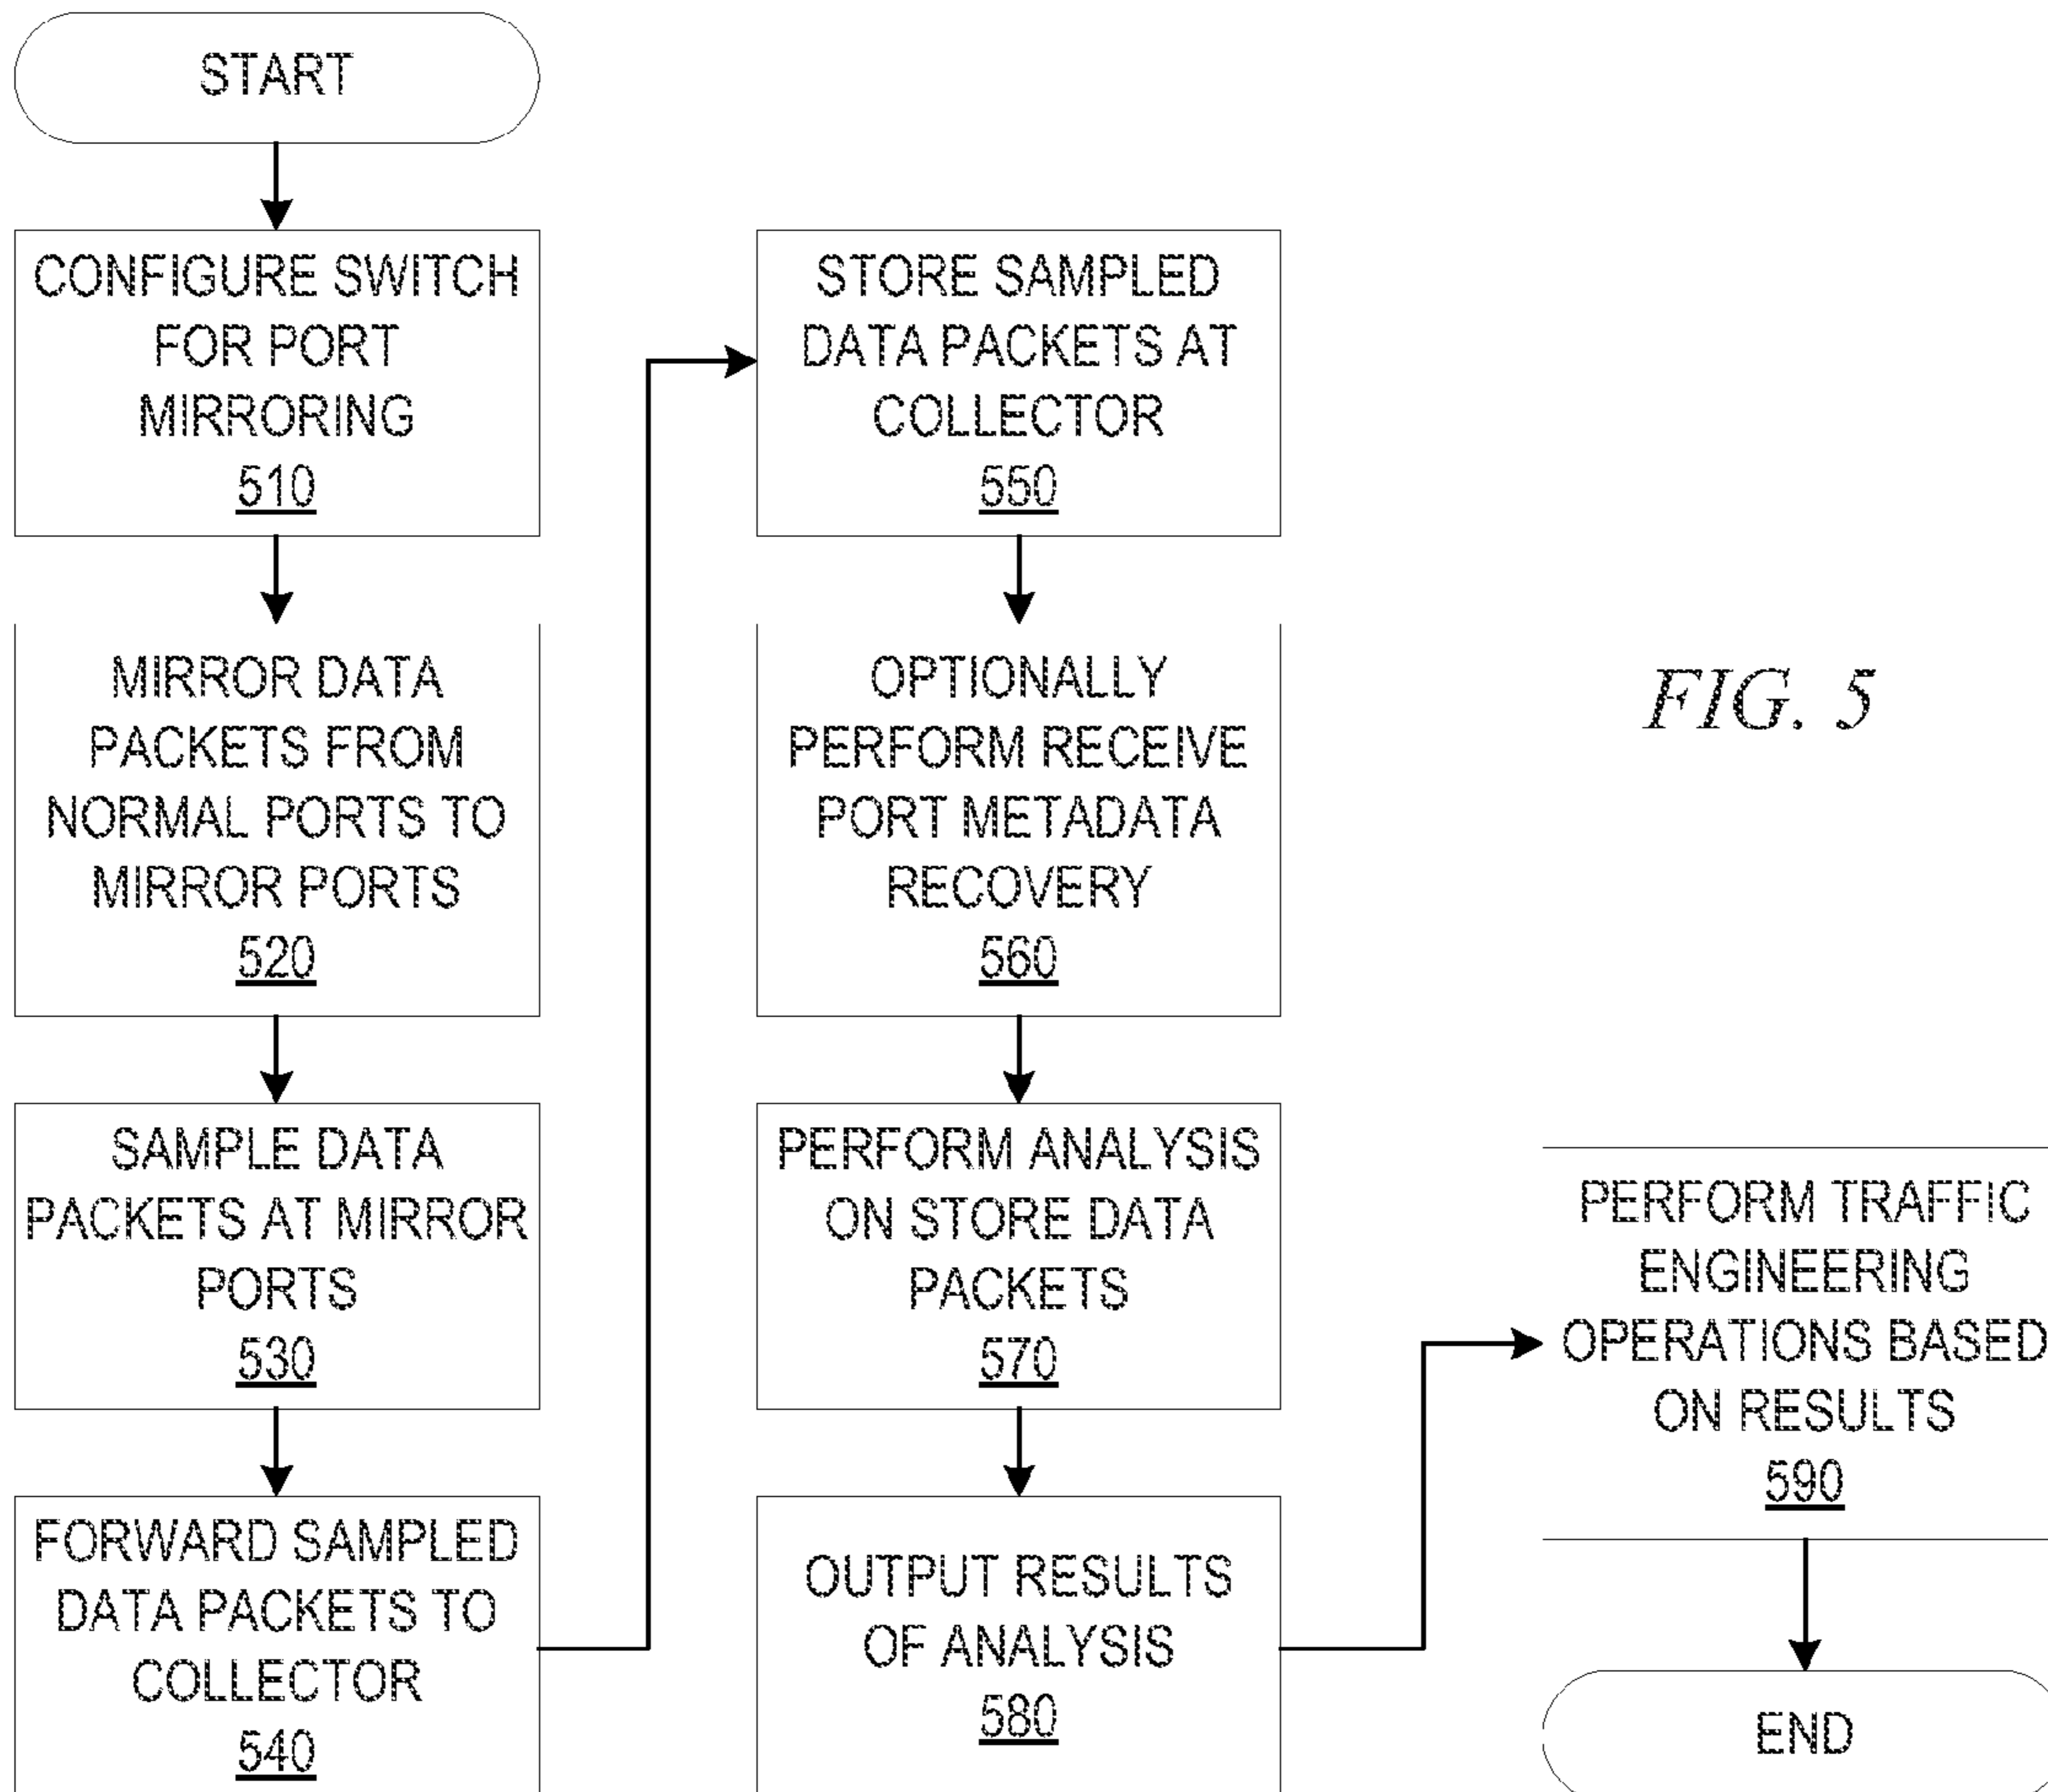 START
CONFIGURE SWITCH
FOR PORT
MIRRORING
510
MIRROR DATA
PACKETS FROM
NORMAL PORTS TO
MIRROR PORTS
520
SAMPLE DATA
PACKETS AT MIRROR
PORTS
530
FORWARD SAMPLED
DATA PACKETS TO
COLLECTOR
540
STORE SAMPLED
DATA PACKETS AT
COLLECTOR
550
OPTIONALLY
PERFORM RECEIVE
PORT METADATA
RECOVERY
560
PERFORM ANALYSIS
ON STORE DATA
PACKETS
570
OUTPUT RESULTS
OF ANALYSIS
580
FIG. 5
PERFORM TRAFFIC
ENGINEERING
OPERATIONS BASED
ON RESULTS
590
END